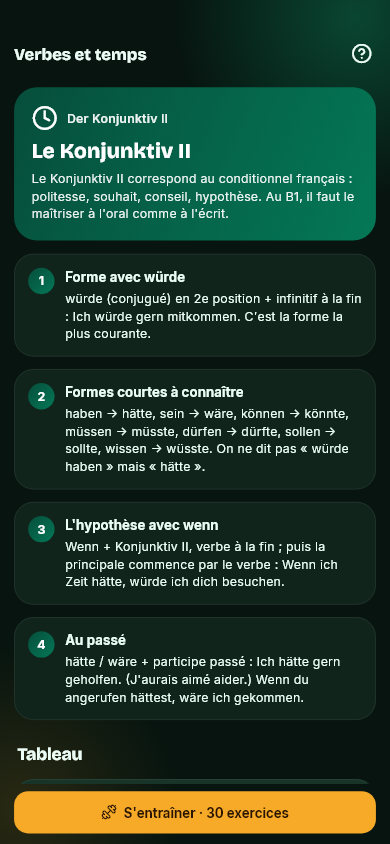 Verbes et temps
Der Konjunktiv II
Le Konjunktiv II
Le Konjunktiv II correspond au conditionnel français :
politesse, souhait, conseil, hypothèse. Au B1, il faut le
maîtriser à l'oral comme à l'écrit.
1 Forme avec würde
würde (conjugué) en 2e position + infinitif à la fin
: Ich würde gern mitkommen. C'est la forme la
plus courante.
2 Formes courtes à connaître
haben → hätte, sein → wäre, können → könnte,
müssen → müsste, dürfen → dürfte, sollen →
sollte, wissen → wüsste. On ne dit pas « würde
haben » mais « hätte ».
3 L'hypothèse avec wenn
Wenn + Konjunktiv II, verbe à la fin ; puis la
principale commence par le verbe : Wenn ich
Zeit hätte, würde ich dich besuchen.
4 Au passé
hätte / wäre + participe passé : Ich hätte gern
geholfen. (J'aurais aimé aider.) Wenn du
angerufen hättest, wäre ich gekommen.
Tableau
S'entraîner · 30 exercices